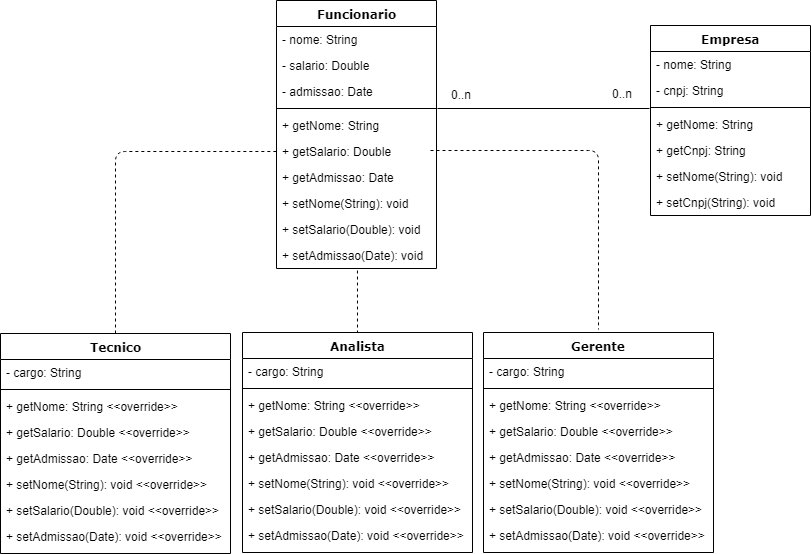 Funcionario
- nome: String
- salario: Double
- admissao: Date
+ getNome: String
+ getSalario: Double
+ getAdmissao: Date
+ setNome(String): void
+ setSalario(Double): void
+ setAdmissao(Date): void
0..n
0..n
Empresa
- nome: String
- cnpj: String
+ getNome: String
+ getCnpj: String
+ setNome(String): void
+ setCnpj(String): void
Tecnico
- cargo: String
+ getNome: String <<override>>
+ getSalario: Double <<override>>
+ getAdmissao: Date <<override>>
+ setNome(String): void <<override>>
+ setSalario(Double): void <<override>>
+ setAdmissao(Date): void <<override>>
Analista
- cargo: String
+ getNome: String <<override>>
+ getSalario: Double <<override>>
+ getAdmissao: Date <<override>>
+ setNome(String): void <<override>>
+ setSalario(Double): void <<override>>
+ setAdmissao(Date): void <<override>>
Gerente
- cargo: String
+ getNome: String <<override>>
+ getSalario: Double <<override>>
+ getAdmissao: Date <<override>>
+ setNome(String): void <<override>>
+ setSalario(Double): void <<override>>
+ setAdmissao(Date): void <<override>>